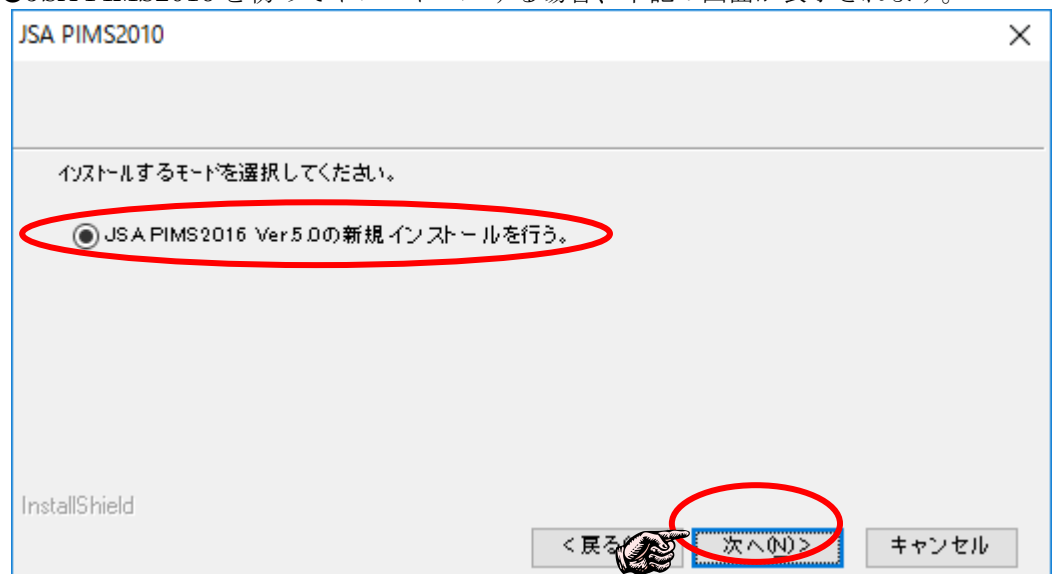 JSA PIMS2010
インストールするモードを選択してください。
JSA PIMS2016 Ver.5.0の新規インストールを行う。
InstallShield
< 戻る
次へ(N) >
キャンセル